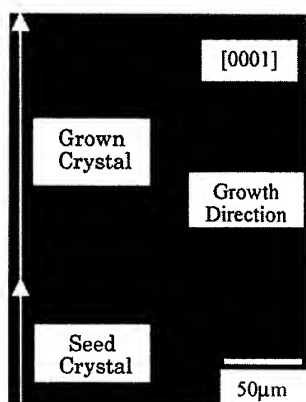 [0001]
Grown
Crystal
Growth
Direction
Seed
Crystal
50μm